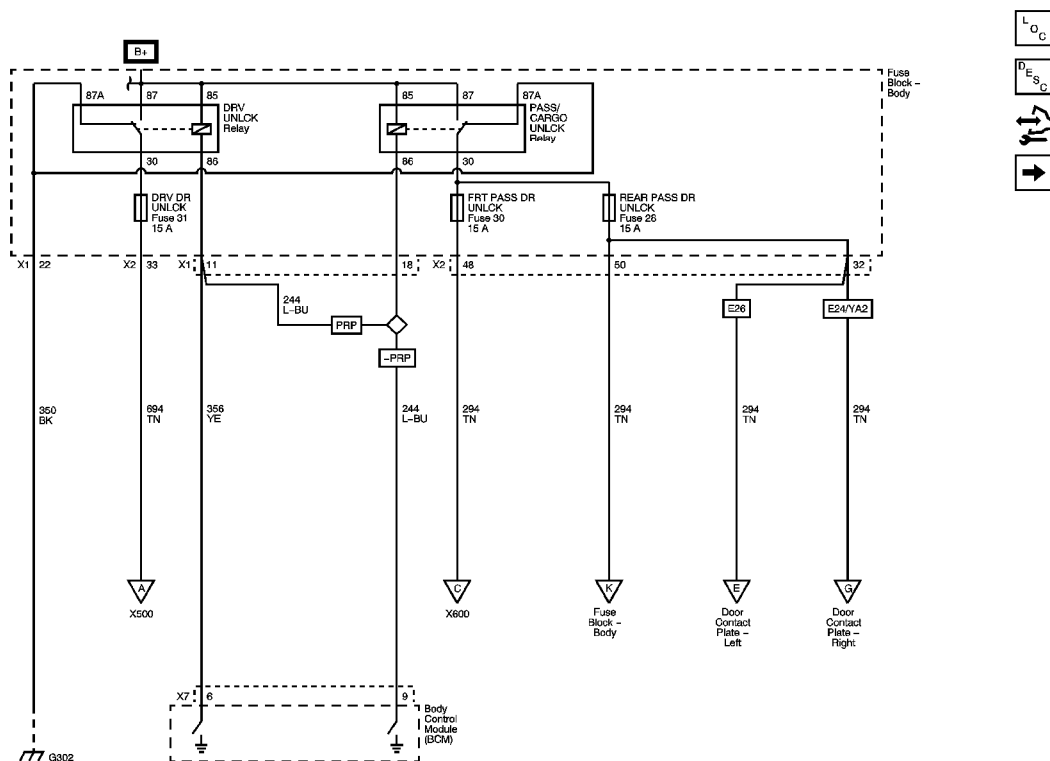 LOC
B+
DESC
Fuse
Block –
Body
87A 87 85 DRV
UNLCK
Relay
85 87 87A PASS/
CARGO
UNLCK
Relay
30 86 86 30
DRV DR
UNLCK
Fuse 31
15 A
FRT PASS DR
UNLCK
Fuse 30
15 A
REAR PASS DR
UNLCK
Fuse 28
15 A
X1 22 X2 33 X1 11 18 X2 48 50 32
244
L–BU
PRP
E26
E24/YA2
–PRP
350
BK
694
TN
356
YE
244
L–BU
294
TN
294
TN
294
TN
294
TN
A
X500
C
X600
K
Fuse
Block –
Body
E
Door
Contact
Plate –
Left
G
Door
Contact
Plate –
Right
X7 6 9
Body
Control
Module
(BCM)
G302